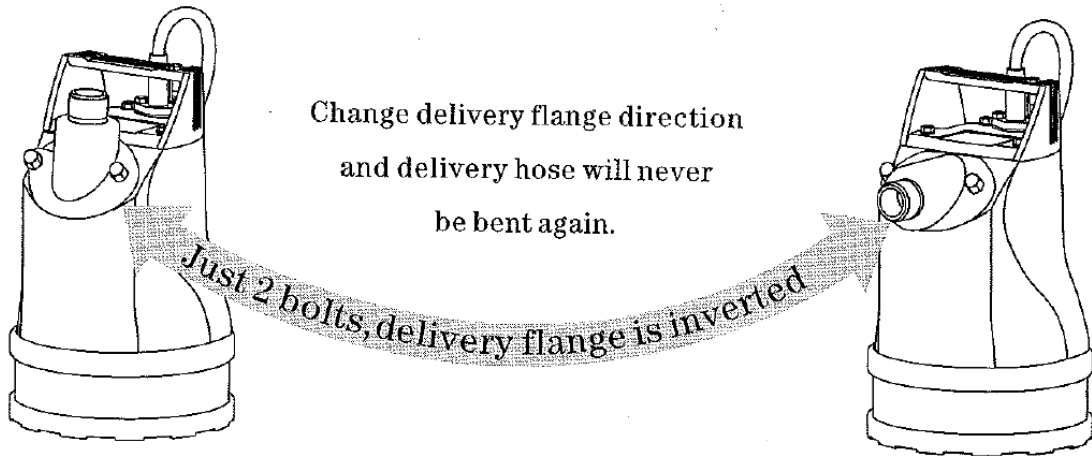 Change delivery flange direction
and delivery hose will never
be bent again.
Just 2 bolts, delivery flange is inverted